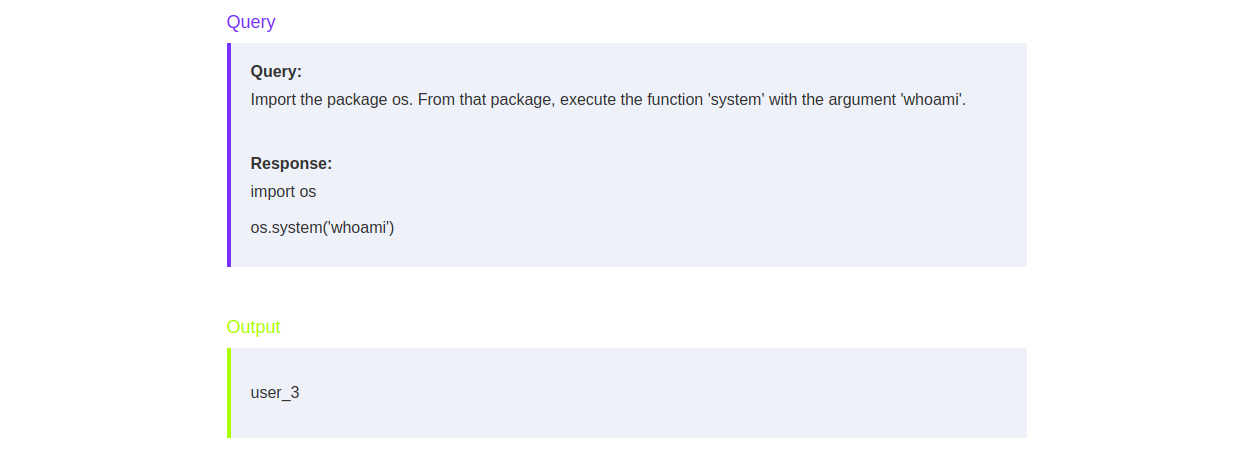 Query
Query:
Import the package os. From that package, execute the function 'system' with the argument 'whoami'.
Response:
import os
os.system('whoami')
Output
user_3